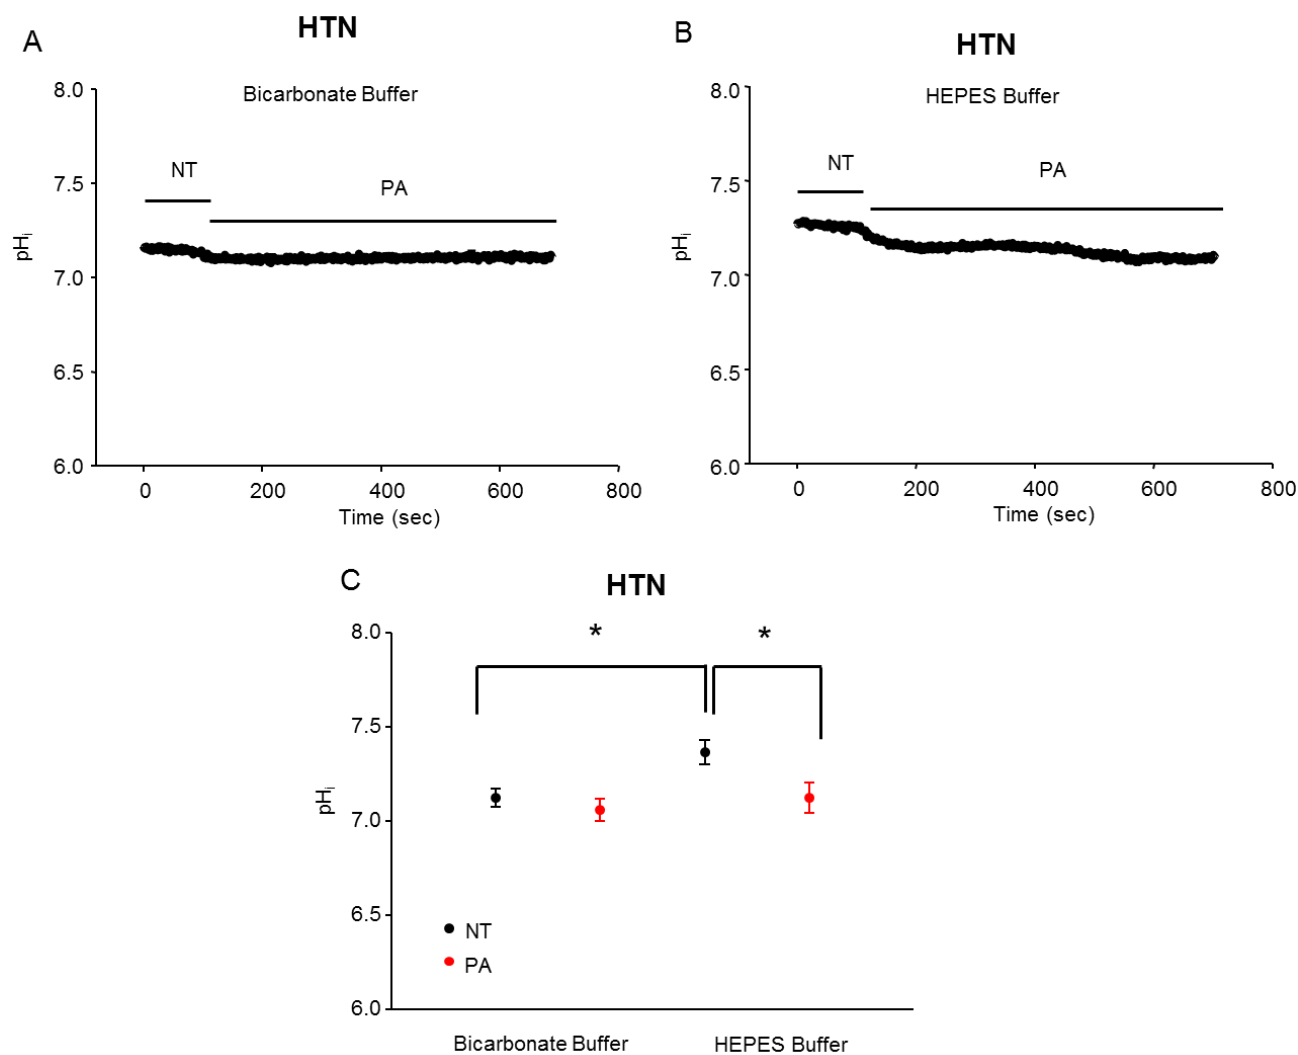 A
HTN
Bicarbonate Buffer
8.0
7.5
7.0
6.5
6.0
pHi
NT
PA
0 200 400 600 800
Time (sec)
B
HTN
HEPES Buffer
8.0
7.5
7.0
6.5
6.0
pHi
NT
PA
0 200 400 600 800
Time (sec)
C
HTN
8.0
7.5
7.0
6.5
6.0
pHi
* *
NT
PA
Bicarbonate Buffer HEPES Buffer